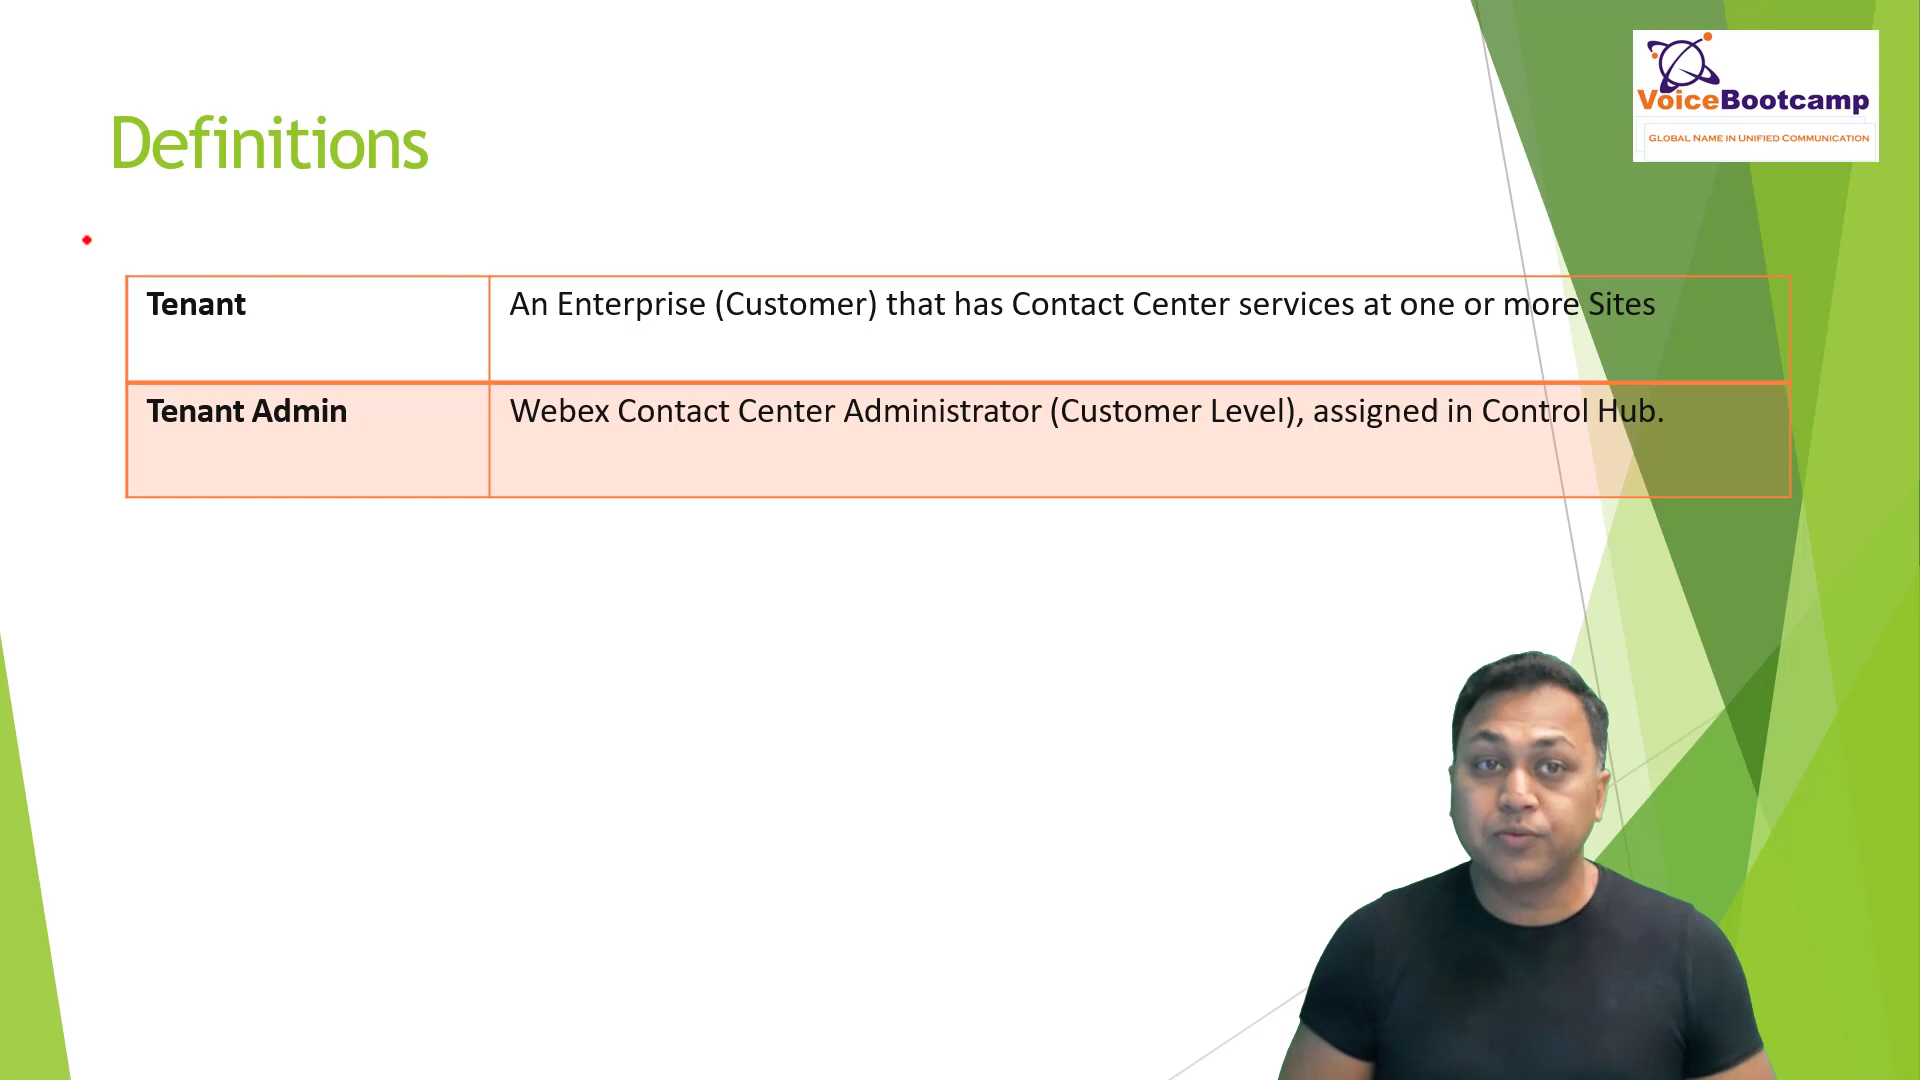 VoiceBootcamp
GLOBAL NAME IN UNIFIED COMMUNICATION
Definitions
Tenant
An Enterprise (Customer) that has Contact Center services at one or more Sites
Tenant Admin
Webex Contact Center Administrator (Customer Level), assigned in Control Hub.